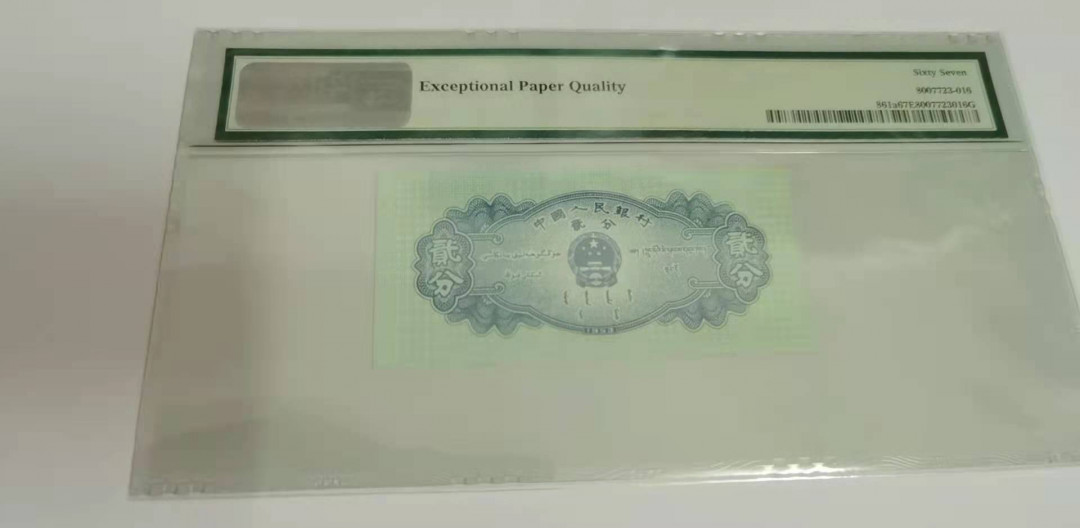 Exceptional Paper Quality
Sixty Seven
8007723-016
861a67E8007723016G
中國人民銀行
貳分
貳分
貳分
1953